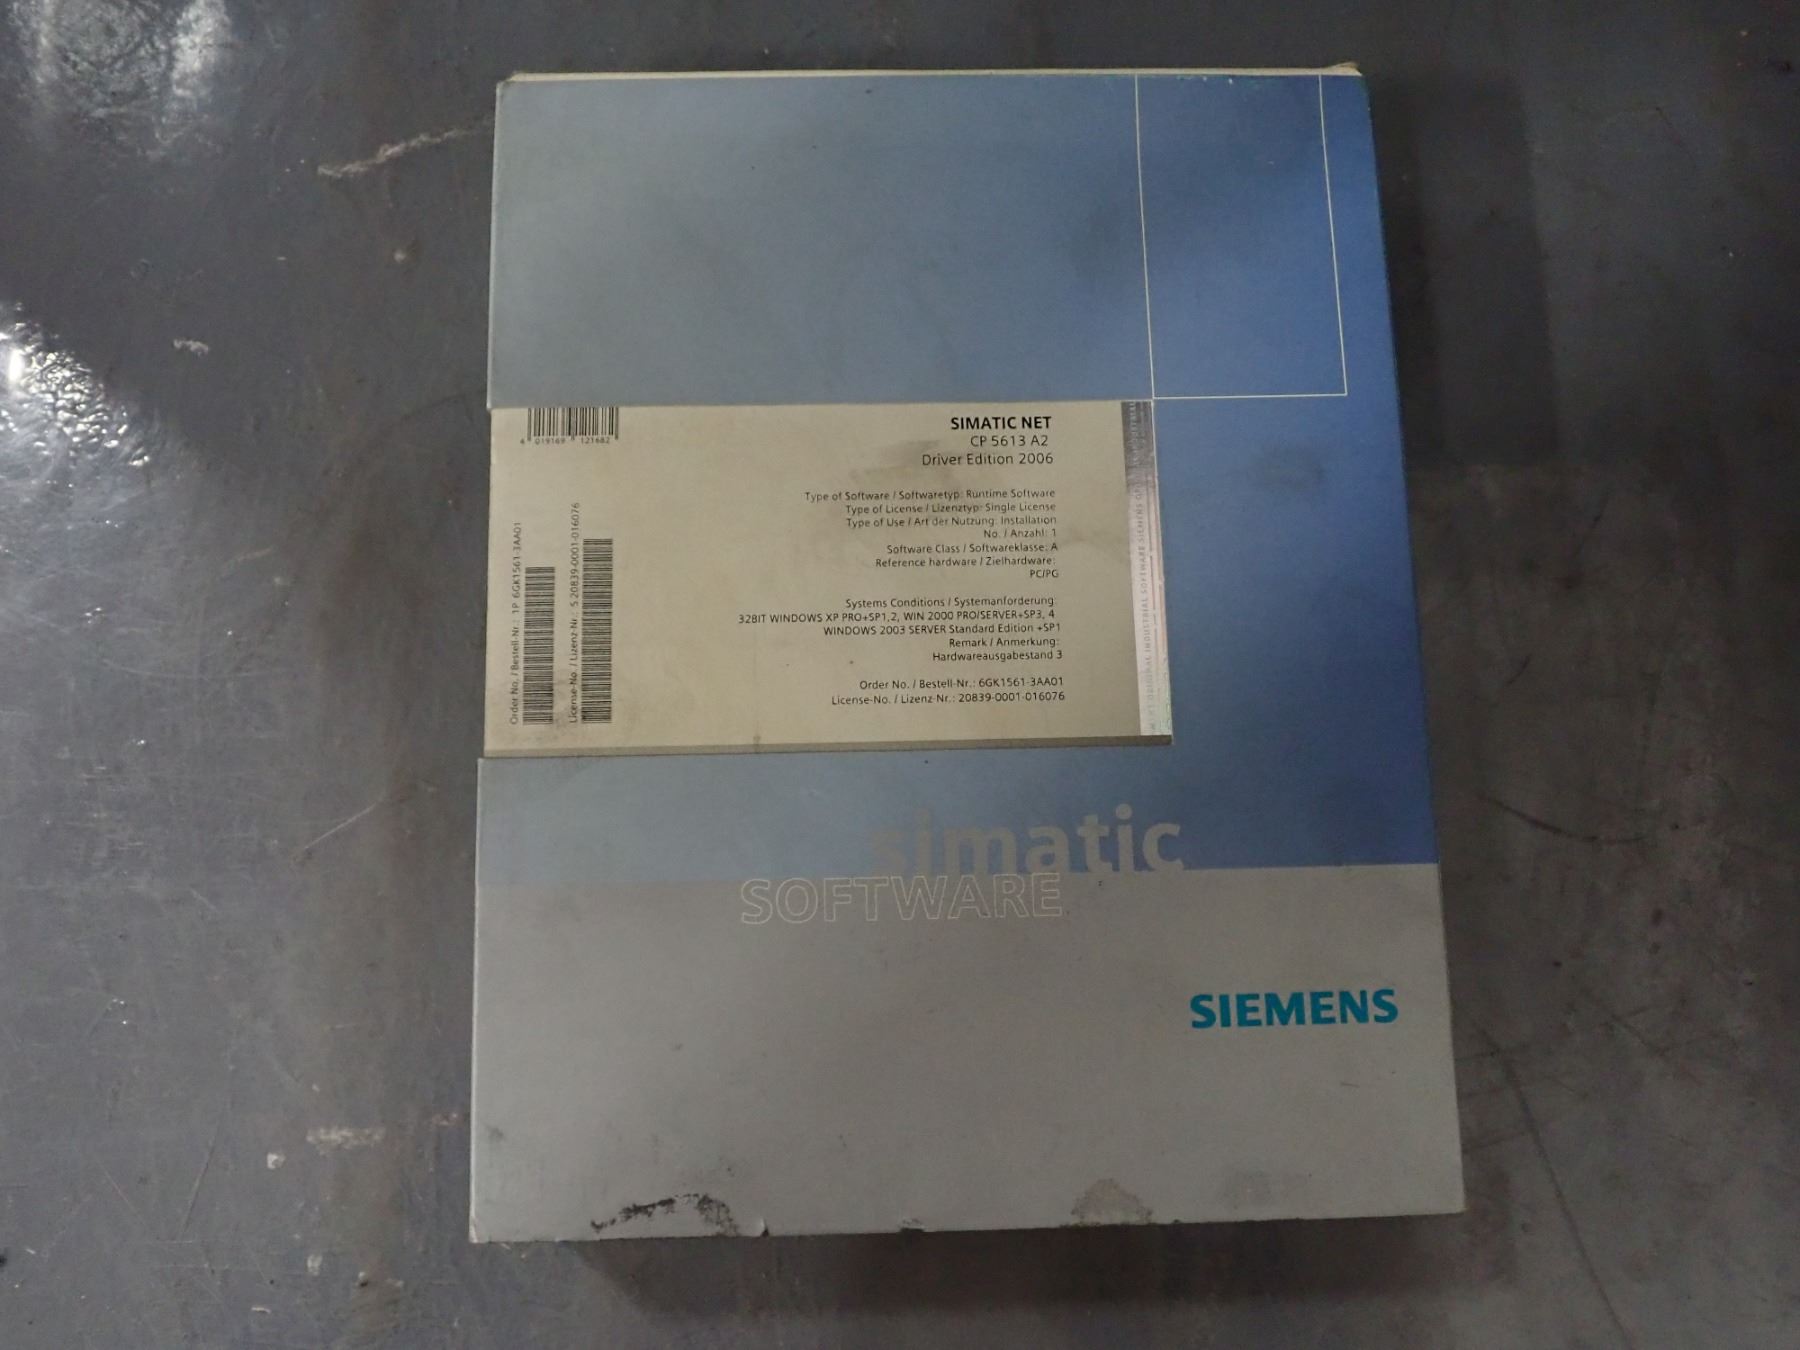 4 019169 121682
SIMATIC NET
CP 5613 A2
Driver Edition 2006
Type of Software / Softwaretyp: Runtime Software
Type of License / Lizenztyp: Single License
Type of Use / Art der Nutzung: Installation
No. / Anzahl: 1
Software Class / Softwareklasse: A
Reference hardware / Zielhardware:
PC/PG
Systems Conditions / Systemanforderung:
32BIT WINDOWS XP PRO+SP1,2, WIN 2000 PRO/SERVER+SP3, 4
WINDOWS 2003 SERVER Standard Edition +SP1
Remark / Anmerkung:
Hardwareausgabestand 3
Order No. / Bestell-Nr.: 6GK1561-3AA01
License-No. / Lizenz-Nr.: 20839-0001-016076
Order No. / Bestell-Nr.: 1P 6GK1561-3AA01
License-No. / Lizenz-Nr.: S 20839-0001-016076
simatic
SOFTWARE
SIEMENS